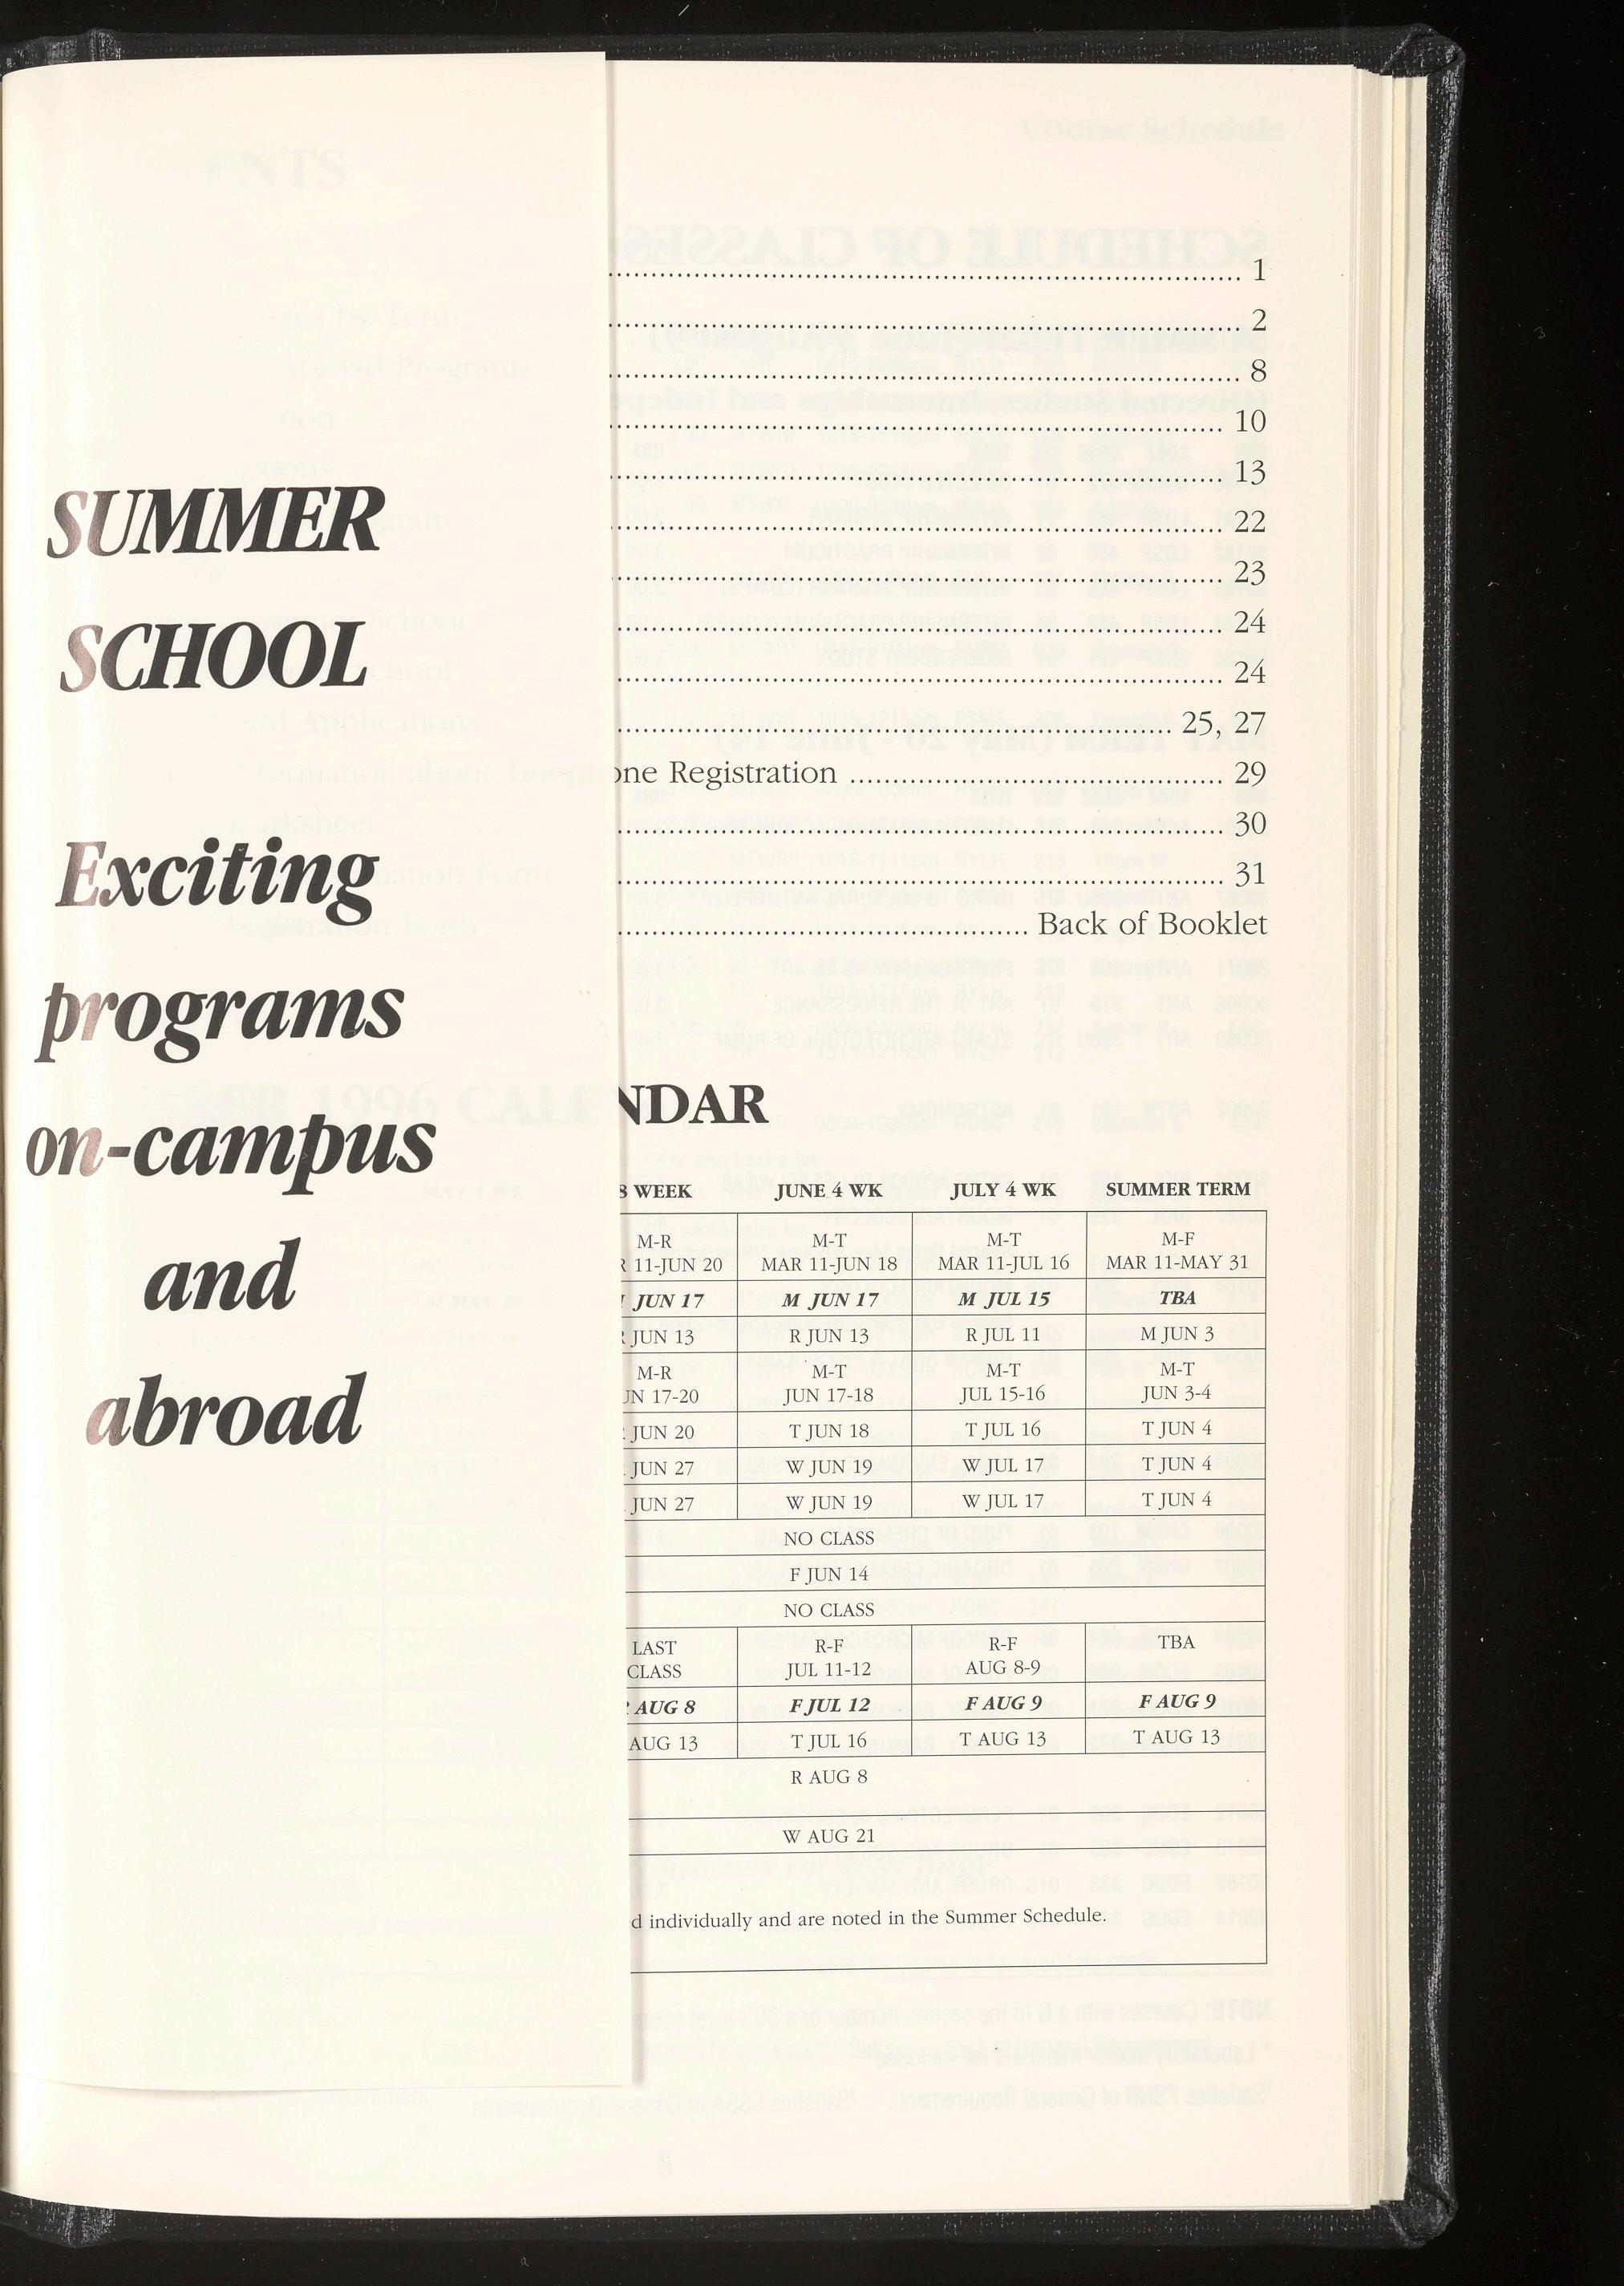 SUMMER
SCHOOL
Exciting
programs
on-campus
and
abroad
1
2
8
10
13
22
23
24
24
25, 27
one Registration 29
30
31
Back of Booklet
NDAR
8 WEEK JUNE 4 WK JULY 4 WK SUMMER TERM
M-R M-T M-T M-F
R 11-JUN 20 MAR 11-JUN 18 MAR 11-JUL 16 MAR 11-MAY 31
JUN 17 M JUN 17 M JUL 15 TBA
R JUN 13 R JUN 13 R JUL 11 M JUN 3
M-R M-T M-T M-T
UN 17-20 JUN 17-18 JUL 15-16 JUN 3-4
JUN 20 T JUN 18 T JUL 16 T JUN 4
JUN 27 W JUN 19 W JUL 17 T JUN 4
JUN 27 W JUN 19 W JUL 17 T JUN 4
NO CLASS
F JUN 14
NO CLASS
LAST R-F R-F TBA
CLASS JUL 11-12 AUG 8-9
AUG 8 F JUL 12 F AUG 9 F AUG 9
AUG 13 T JUL 16 T AUG 13 T AUG 13
R AUG 8
W AUG 21
d individually and are noted in the Summer Schedule.